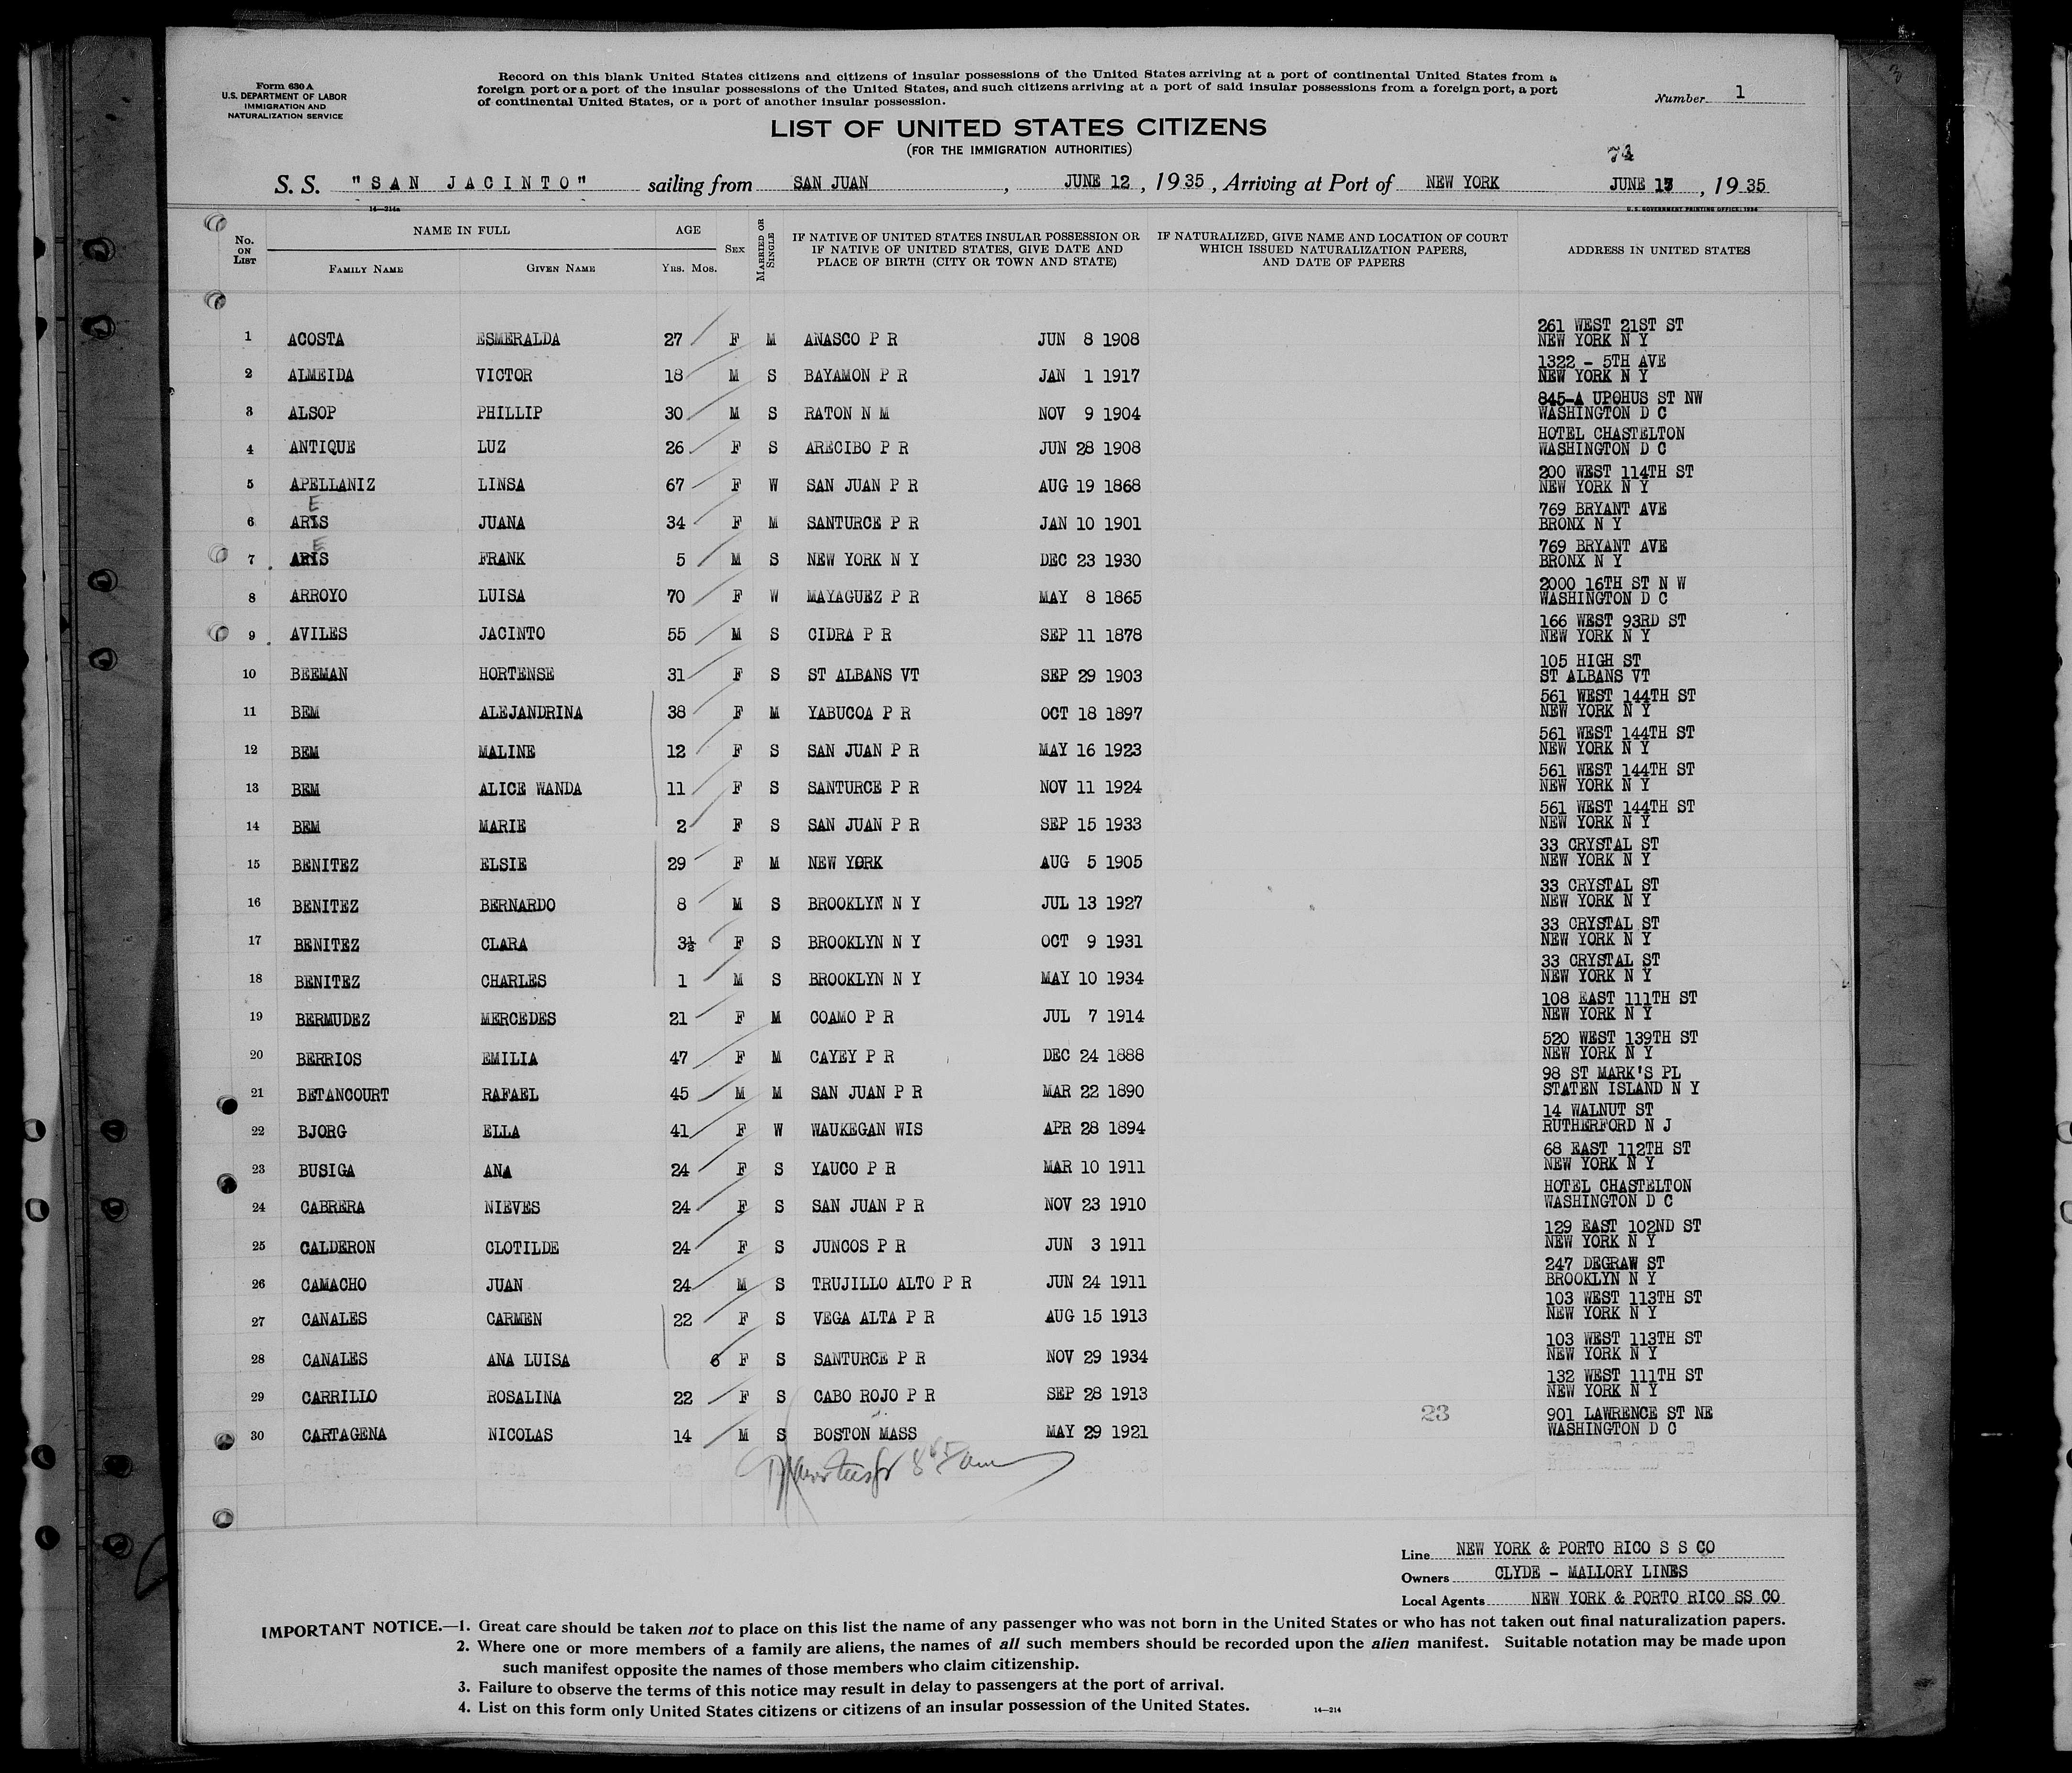 Form 630 A
U.S. DEPARTMENT OF LABOR
IMMIGRATION AND
NATURALIZATION SERVICE
Record on this blank United States citizens and citizens of insular possessions of the United States arriving at a port of continental United States from a
foreign port or a port of the insular possessions of the United States, and such citizens arriving at a port of said insular possessions from a foreign port, a port
of continental United States, or a port of another insular possession.
Number 1
LIST OF UNITED STATES CITIZENS
(FOR THE IMMIGRATION AUTHORITIES)
S. S. "SAN JACINTO" sailing from SAN JUAN, JUNE 12, 1935, Arriving at Port of NEW YORK JUNE 17, 1935
14—214a
U. S. GOVERNMENT PRINTING OFFICE: 1934
No. ON LIST NAME IN FULL FAMILY NAME GIVEN NAME AGE YRS. MOS. SEX MARRIED OR SINGLE IF NATIVE OF UNITED STATES INSULAR POSSESSION OR IF NATIVE OF UNITED STATES, GIVE DATE AND PLACE OF BIRTH (CITY OR TOWN AND STATE) IF NATURALIZED, GIVE NAME AND LOCATION OF COURT WHICH ISSUED NATURALIZATION PAPERS, AND DATE OF PAPERS ADDRESS IN UNITED STATES
1 ACOSTA ESMERALDA 27 F M ANASCO P R JUN 8 1908 261 WEST 21ST ST NEW YORK N Y
2 ALMEIDA VICTOR 18 M S BAYAMON P R JAN 1 1917 1322 - 5TH AVE NEW YORK N Y
3 ALSOP PHILLIP 30 M S RATON N M NOV 9 1904 845-A UPOHUS ST NW WASHINGTON D C
4 ANTIQUE LUZ 26 F S ARECIBO P R JUN 28 1908 HOTEL CHASTELTON WASHINGTON D C
5 APELLANIZ LINSA 67 F W SAN JUAN P R AUG 19 1868 200 WEST 114TH ST NEW YORK N Y
E
6 ARIS JUANA 34 F M SANTURCE P R JAN 10 1901 769 BRYANT AVE BRONX N Y
E
7 ARIS FRANK 5 M S NEW YORK N Y DEC 23 1930 769 BRYANT AVE BRONX N Y
8 ARROYO LUISA 70 F W MAYAGUEZ P R MAY 8 1865 2000 16TH ST N W WASHINGTON D C
9 AVILES JACINTO 55 M S CIDRA P R SEP 11 1878 166 WEST 93RD ST NEW YORK N Y
10 BEEMAN HORTENSE 31 F S ST ALBANS VT SEP 29 1903 105 HIGH ST ST ALBANS VT
11 BEM ALEJANDRINA 38 F M YABUCOA P R OCT 18 1897 561 WEST 144TH ST NEW YORK N Y
12 BEM MALINE 12 F S SAN JUAN P R MAY 16 1923 561 WEST 144TH ST NEW YORK N Y
13 BEM ALICE WANDA 11 F S SANTURCE P R NOV 11 1924 561 WEST 144TH ST NEW YORK N Y
14 BEM MARIE 2 F S SAN JUAN P R SEP 15 1933 561 WEST 144TH ST NEW YORK N Y
15 BENITEZ ELSIE 29 F M NEW YORK AUG 5 1905 33 CRYSTAL ST NEW YORK N Y
16 BENITEZ BERNARDO 8 M S BROOKLYN N Y JUL 13 1927 33 CRYSTAL ST NEW YORK N Y
17 BENITEZ CLARA 3½ F S BROOKLYN N Y OCT 9 1931 33 CRYSTAL ST NEW YORK N Y
18 BENITEZ CHARLES 1 M S BROOKLYN N Y MAY 10 1934 33 CRYSTAL ST NEW YORK N Y
19 BERMUDEZ MERCEDES 21 F M COAMO P R JUL 7 1914 108 EAST 111TH ST NEW YORK N Y
20 BERRIOS EMILIA 47 F M CAYEY P R DEC 24 1888 520 WEST 139TH ST NEW YORK N Y
21 BETANCOURT RAFAEL 45 M M SAN JUAN P R MAR 22 1890 98 ST MARK'S PL STATEN ISLAND N Y
22 BJORG ELLA 41 F W WAUKEGAN WIS APR 28 1894 14 WALNUT ST RUTHERFORD N J
23 BUSIGA ANA 24 F S YAUCO P R MAR 10 1911 68 EAST 112TH ST NEW YORK N Y
24 CABRERA NIEVES 24 F S SAN JUAN P R NOV 23 1910 HOTEL CHASTELTON WASHINGTON D C
25 CALDERON CLOTILDE 24 F S JUNCOS P R JUN 3 1911 129 EAST 102ND ST NEW YORK N Y
26 CAMACHO JUAN 24 M S TRUJILLO ALTO P R JUN 24 1911 247 DEGRAW ST BROOKLYN N Y
27 CANALES CARMEN 22 F S VEGA ALTA P R AUG 15 1913 103 WEST 113TH ST NEW YORK N Y
28 CANALES ANA LUISA 6 F S SANTURCE P R NOV 29 1934 103 WEST 113TH ST NEW YORK N Y
29 CARRILLO ROSALINA 22 F S CABO ROJO P R SEP 28 1913 132 WEST 111TH ST NEW YORK N Y
30 CARTAGENA NICOLAS 14 M S BOSTON MASS MAY 29 1921 901 LAWRENCE ST NE WASHINGTON D C
23
Line NEW YORK & PORTO RICO S S CO
Owners CLYDE - MALLORY LINES
Local Agents NEW YORK & PORTO RICO SS CO
IMPORTANT NOTICE.—1. Great care should be taken not to place on this list the name of any passenger who was not born in the United States or who has not taken out final naturalization papers.
2. Where one or more members of a family are aliens, the names of all such members should be recorded upon the alien manifest. Suitable notation may be made upon
such manifest opposite the names of those members who claim citizenship.
3. Failure to observe the terms of this notice may result in delay to passengers at the port of arrival.
4. List on this form only United States citizens or citizens of an insular possession of the United States.
14—214